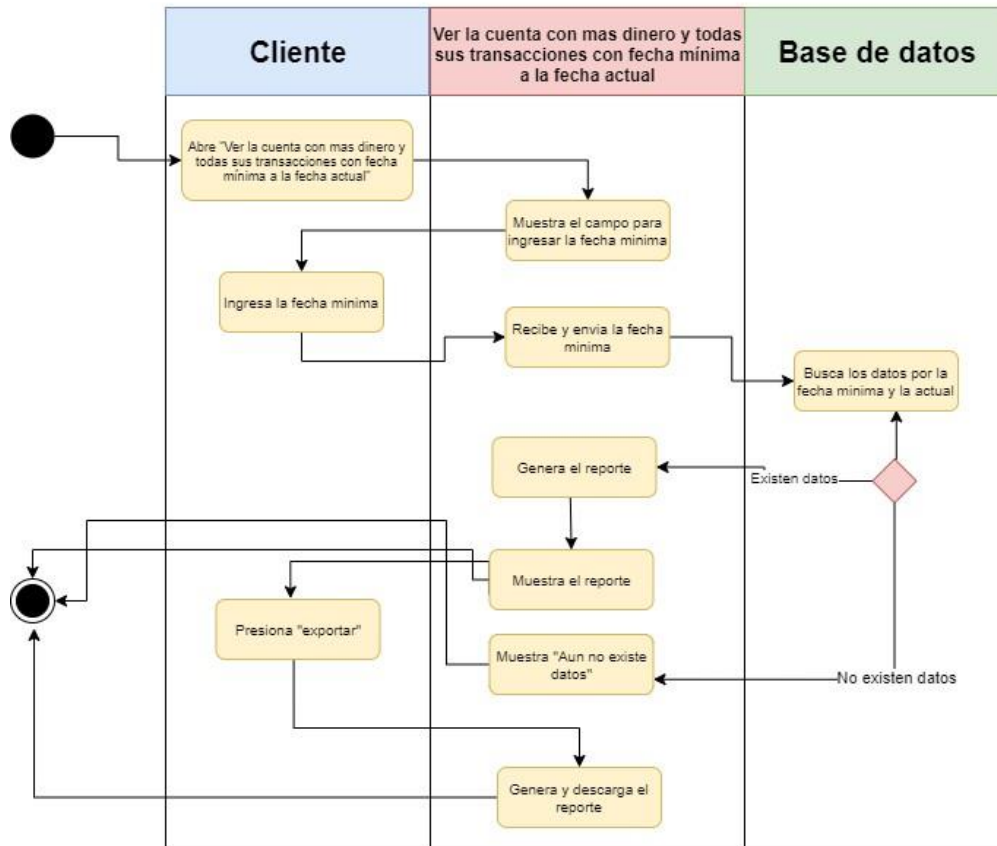 Cliente
Ver la cuenta con mas dinero y todas
sus transacciones con fecha mínima
a la fecha actual
Base de datos
Abre "Ver la cuenta con mas dinero y
todas sus transacciones con fecha
mínima a la fecha actual"
Muestra el campo para
ingresar la fecha minima
Ingresa la fecha minima
Recibe y envia la fecha
minima
Busca los datos por la
fecha minima y la actual
Genera el reporte
Existen datos
Muestra el reporte
Presiona "exportar"
Muestra "Aun no existe
datos"
No existen datos
Genera y descarga el
reporte